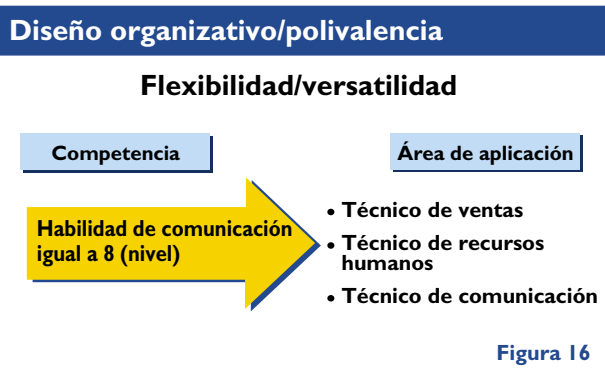 Diseño organizativo/polivalencia
Flexibilidad/versatilidad
Competencia
Área de aplicación
Habilidad de comunicación
igual a 8 (nivel)
• Técnico de ventas
• Técnico de recursos
humanos
• Técnico de comunicación
Figura 16